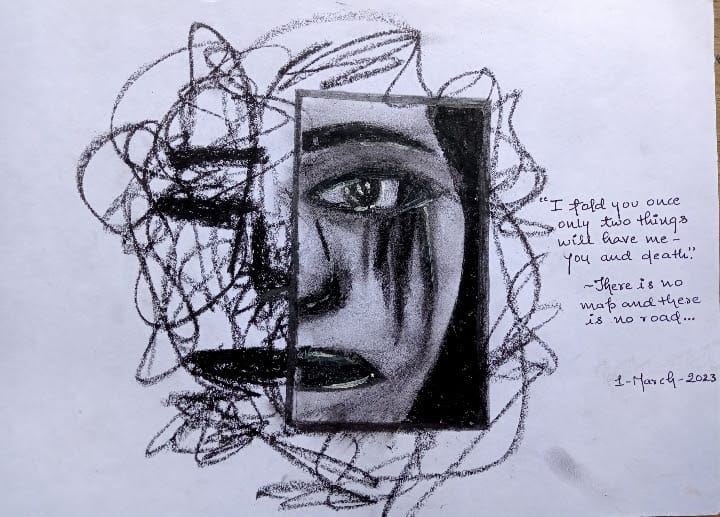 "I told you once
only two things
will have me -
you and death."
~There is no
map and there
is no road...
1-March-2023